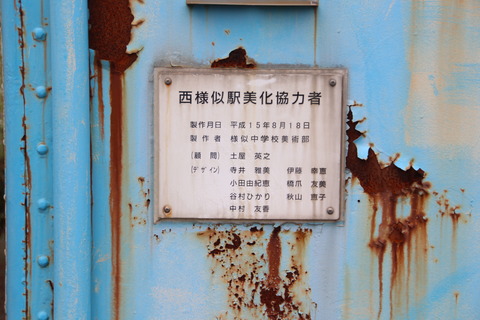 西様似駅美化協力者
製作月日 平成15年8月18日
製作者 様似中学校美術部
(顧問) 土屋 英之
(デザイン) 寺井 雅美 伊藤 幸恵
小田由紀恵 橋爪 友美
谷村ひかり 秋山 直子
中村 友香